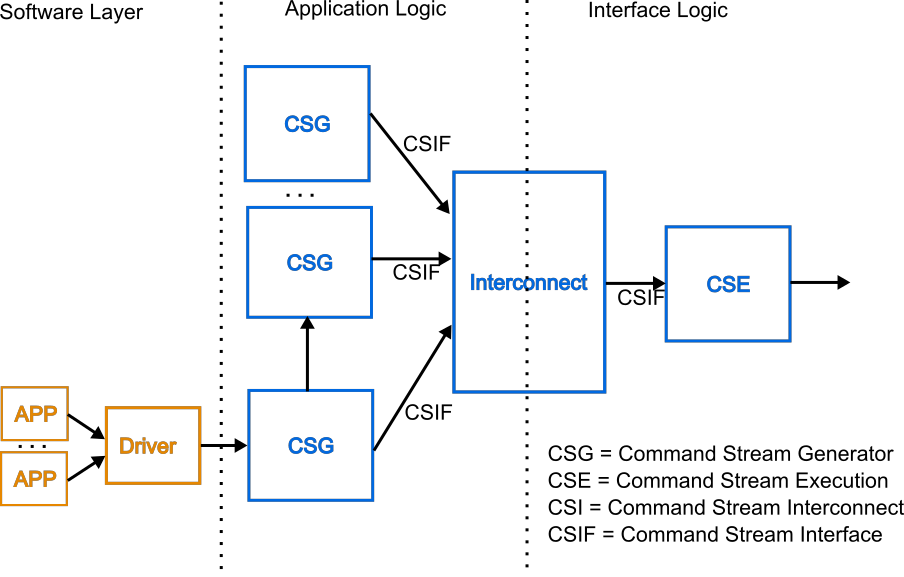 Software Layer
Application Logic
Interface Logic
CSG
CSIF
...
CSG
CSIF
Interconnect
CSIF
CSE
APP
...
APP
Driver
CSG
CSIF
CSG = Command Stream Generator
CSE = Command Stream Execution
CSI = Command Stream Interconnect
CSIF = Command Stream Interface